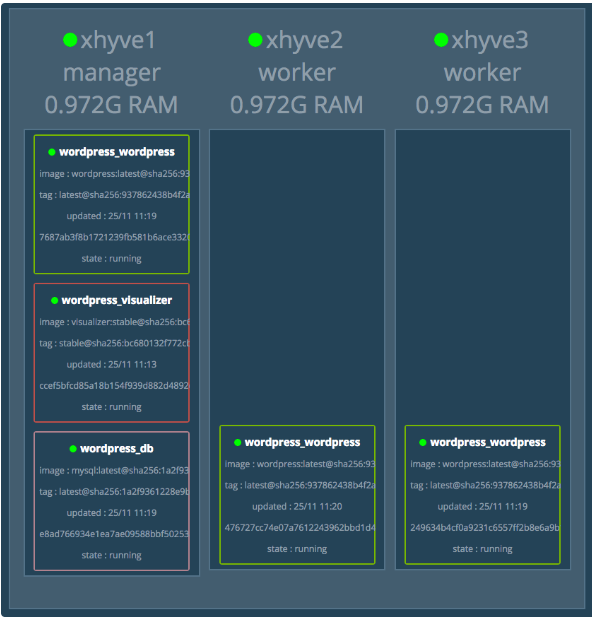 xhyve1
manager
0.972G RAM
wordpress_wordpress
image : wordpress:latest@sha256:93
tag : latest@sha256:937862438b4f2a
updated : 25/11 11:19
7687ab3f8b1721239fb581b6ace332
state : running
wordpress_visualizer
image : visualizer:stable@sha256:bc6
tag : stable@sha256:bc680132f772cb
updated : 25/11 11:13
ccef5bfcd85a18b154f939d882d4892
state : running
wordpress_db
image : mysql:latest@sha256:1a2f93
tag : latest@sha256:1a2f9361228e9b
updated : 25/11 11:19
e8ad766934e1ea7ae09588bbf50253
state : running
xhyve2
worker
0.972G RAM
wordpress_wordpress
image : wordpress:latest@sha256:93
tag : latest@sha256:937862438b4f2a
updated : 25/11 11:20
476727cc74e07a7612243962bbd1d4
state : running
xhyve3
worker
0.972G RAM
wordpress_wordpress
image : wordpress:latest@sha256:93
tag : latest@sha256:937862438b4f2a
updated : 25/11 11:19
249634b4cf0a9231c6557ff2b8e6a9b
state : running